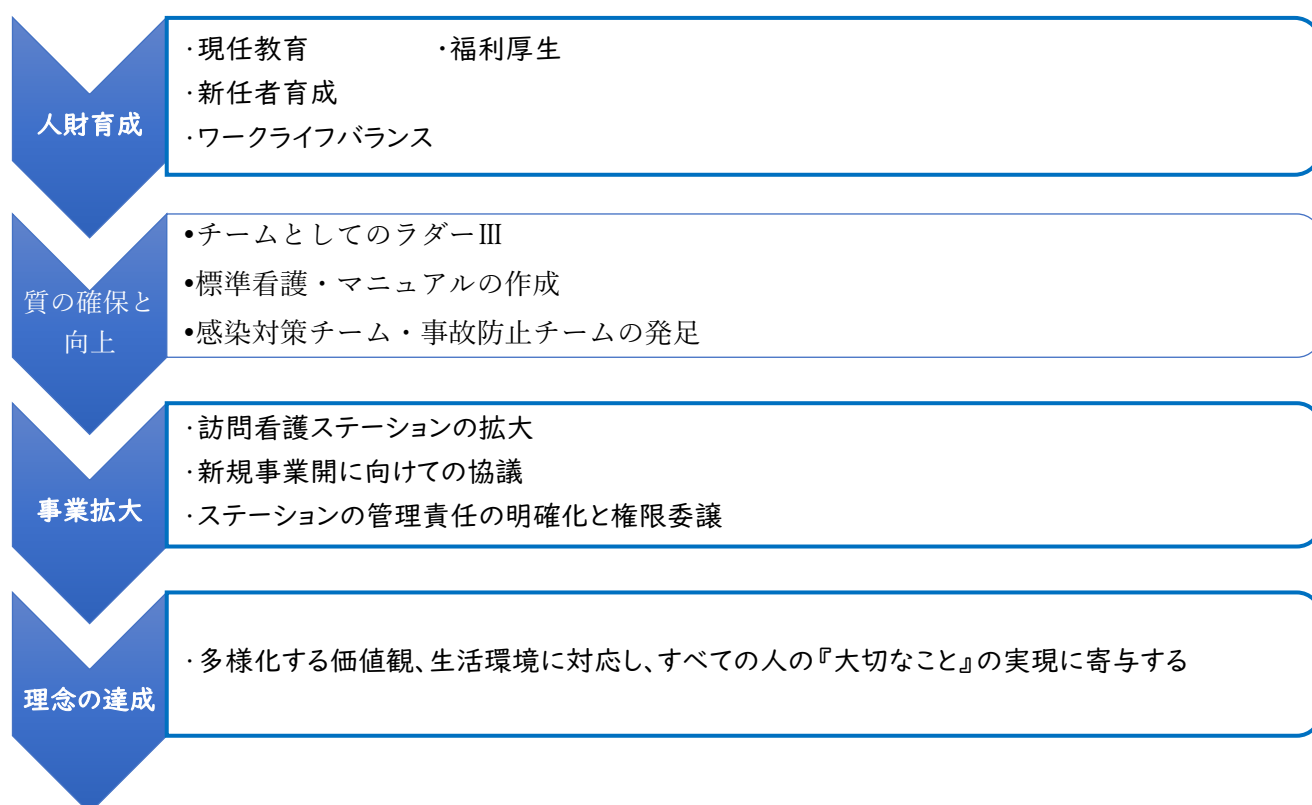 人財育成
・現任教育　　　　・福利厚生
・新任者育成
・ワークライフバランス
質の確保と
向上
•チームとしてのラダーⅢ
•標準看護・マニュアルの作成
•感染対策チーム・事故防止チームの発足
事業拡大
・訪問看護ステーションの拡大
・新規事業開に向けての協議
・ステーションの管理責任の明確化と権限委譲
理念の達成
・多様化する価値観、生活環境に対応し、すべての人の『大切なこと』の実現に寄与する